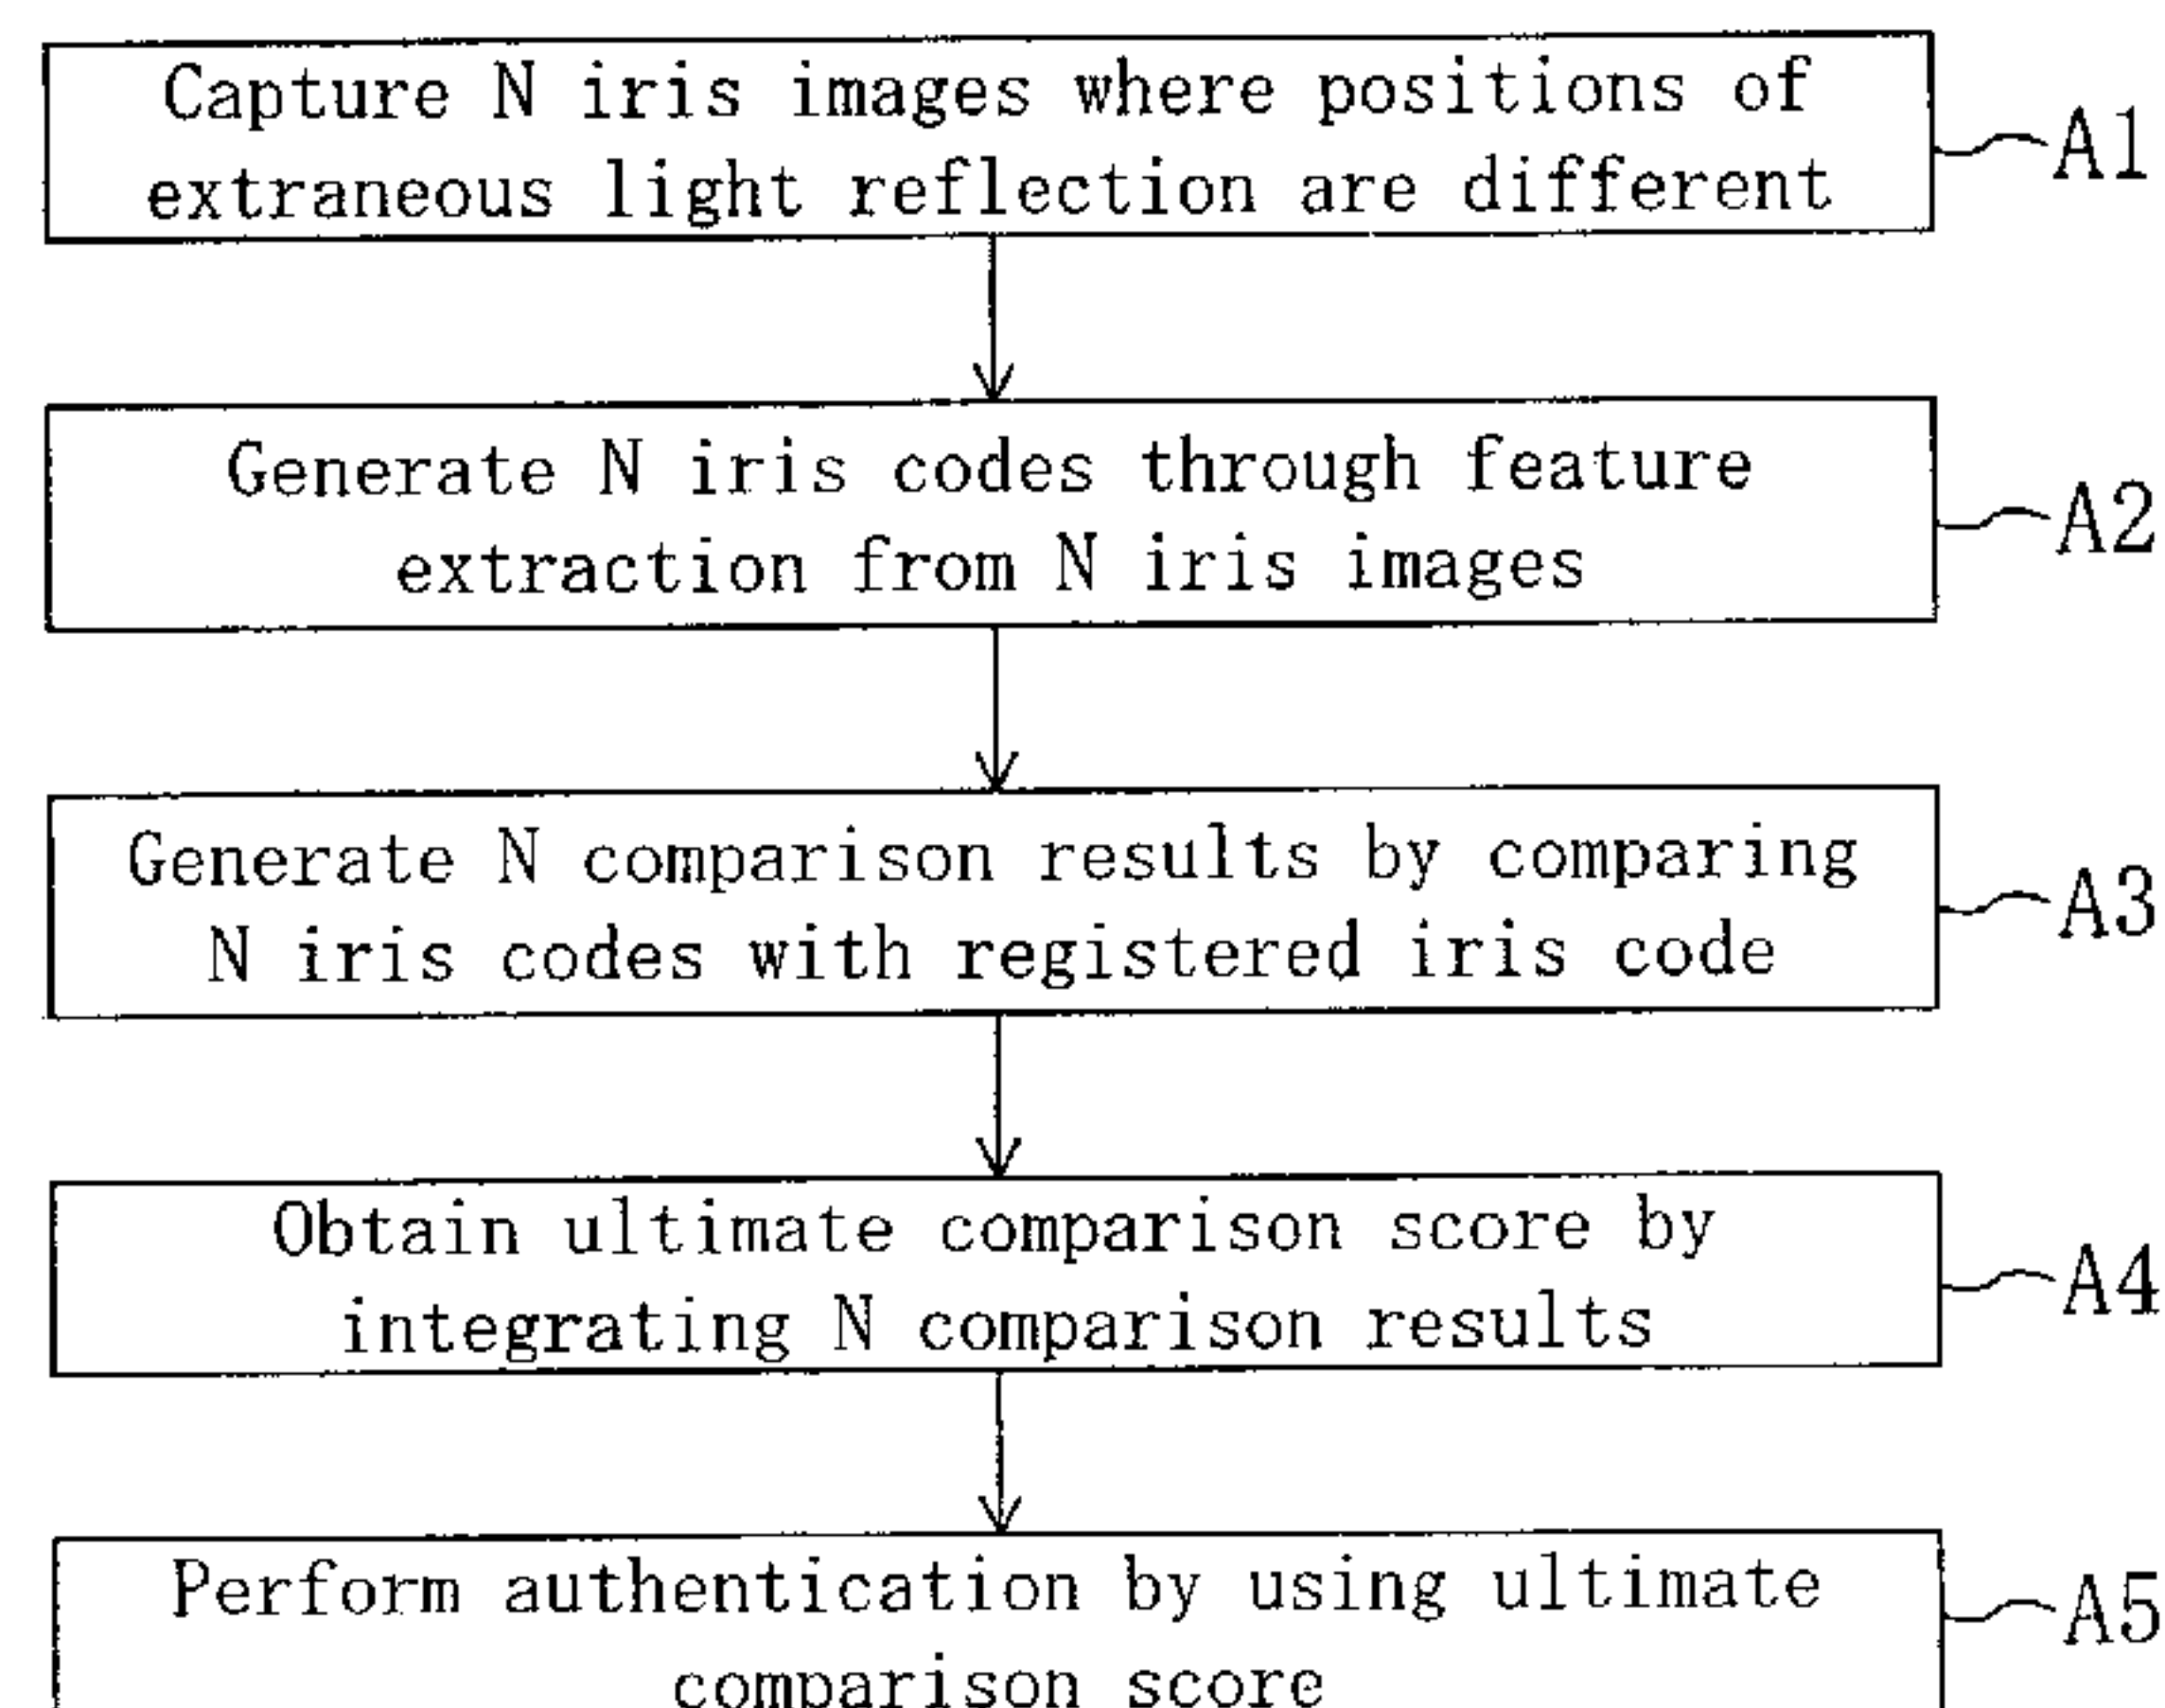 Capture N iris images where positions of
extraneous light reflection are different
A1
Generate N iris codes through feature
extraction from N iris images
A2
Generate N comparison results by comparing
N iris codes with registered iris code
A3
Obtain ultimate comparison score by
integrating N comparison results
A4
Perform authentication by using ultimate
comparison score
A5